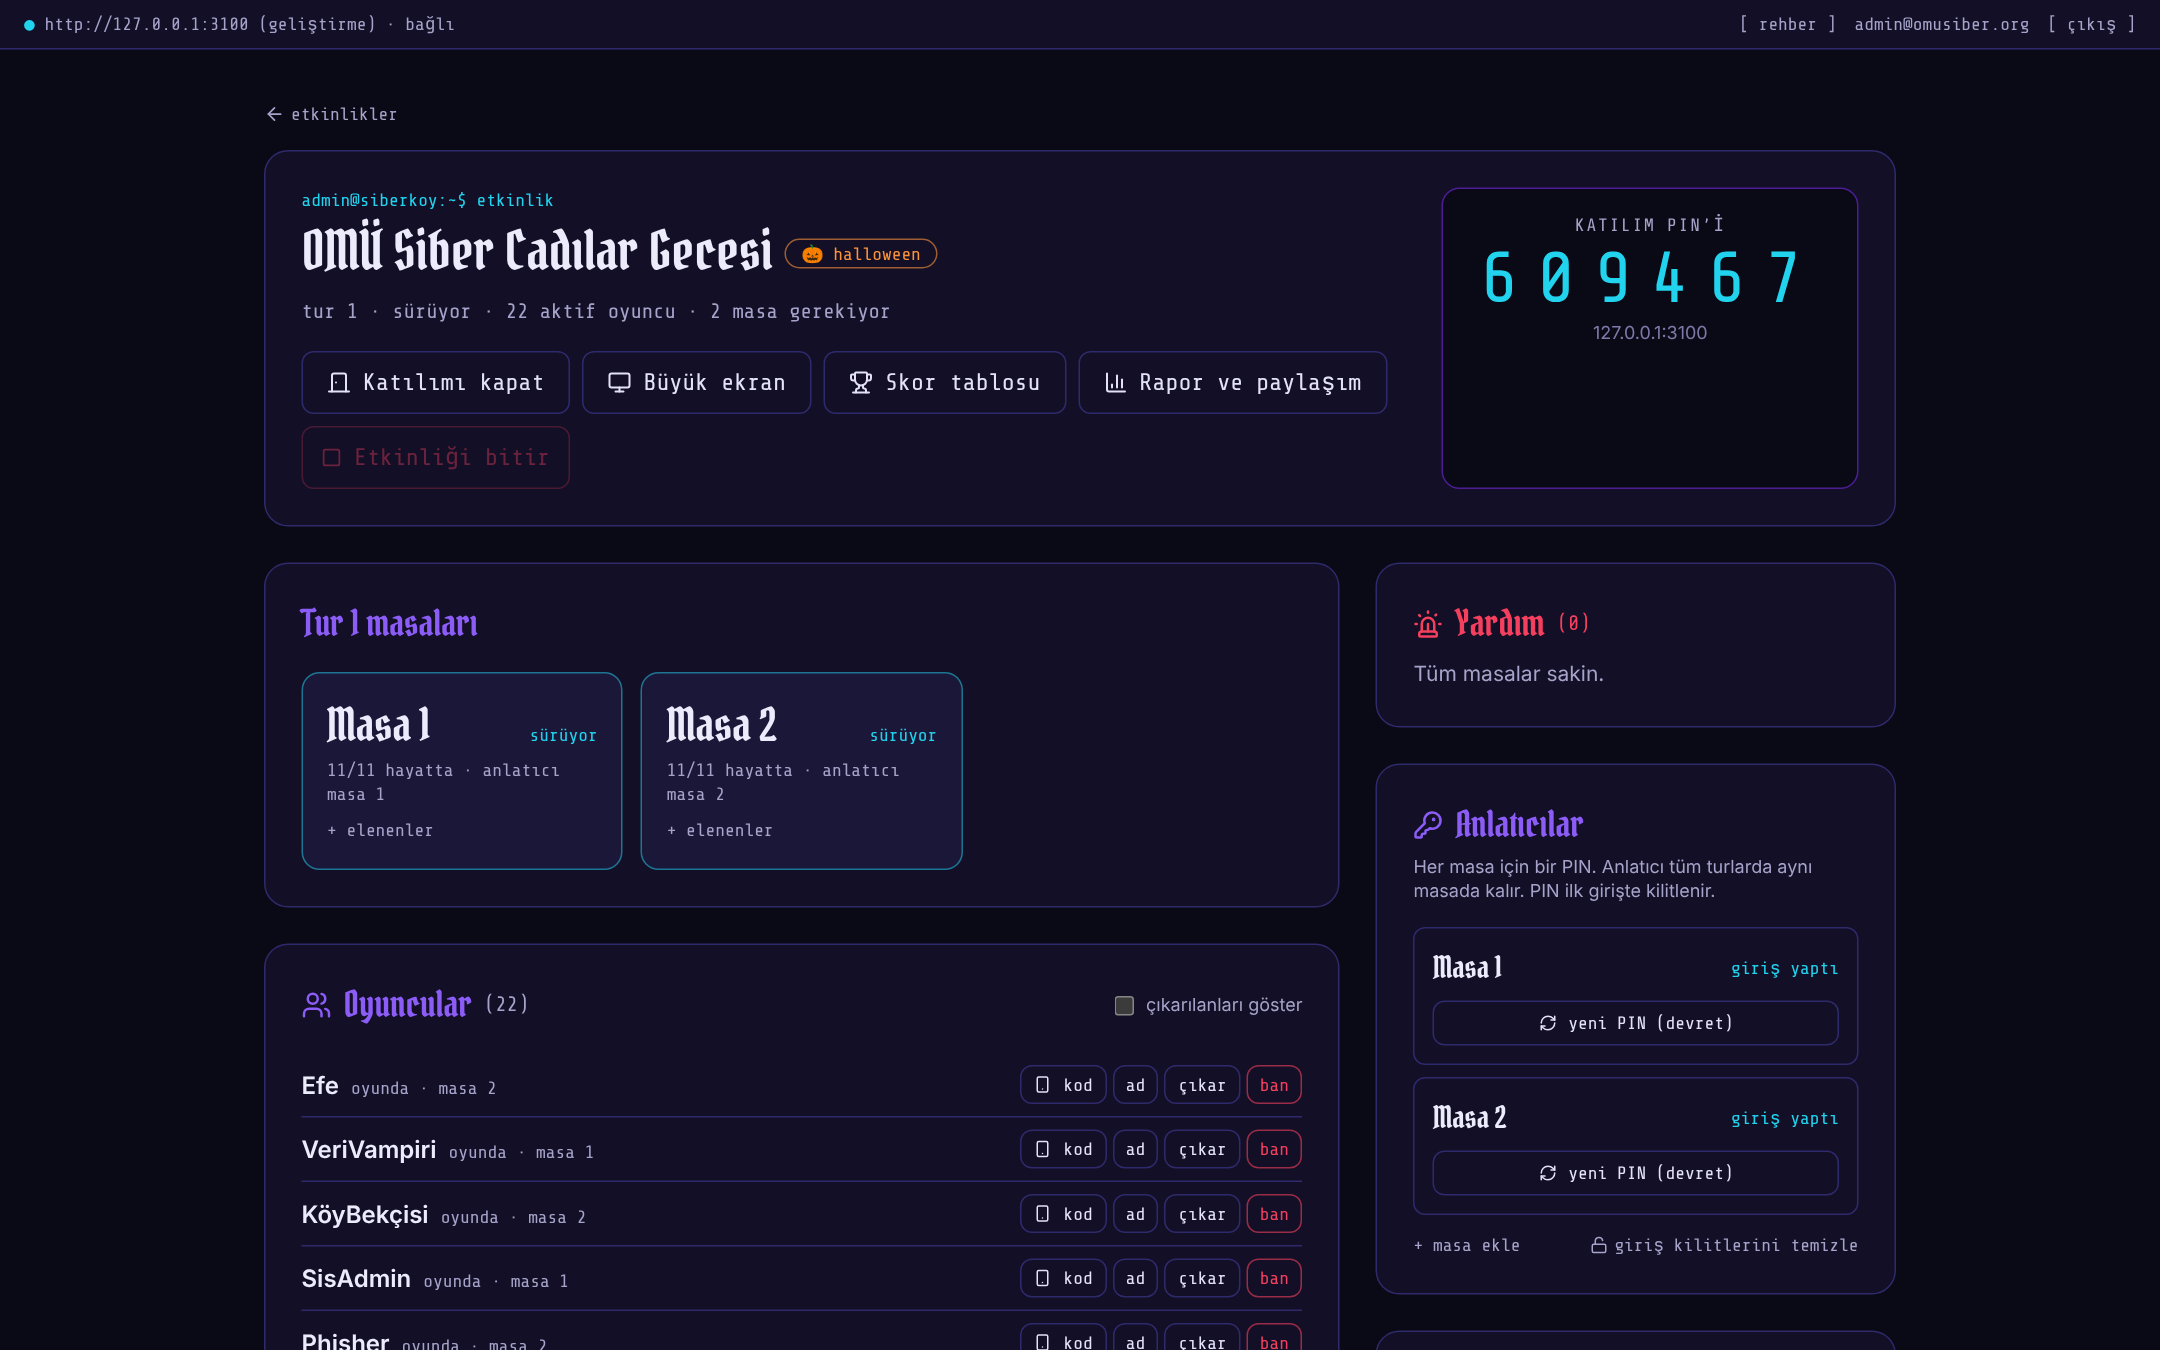 http://127.0.0.1:3100 (geliştirme) · bağlı
[ rehber ] admin@omusiber.org [ çıkış ]
← etkinlikler
admin@siberkoy:~$ etkinlik
OMÜ Siber Cadılar Gecesi 🎃 halloween
tur 1 · sürüyor · 22 aktif oyuncu · 2 masa gerekiyor
Katılımı kapat
Büyük ekran
Skor tablosu
Rapor ve paylaşım
Etkinliği bitir
KATILIM PIN'İ
609467
127.0.0.1:3100
Tur 1 masaları
Masa 1 sürüyor
11/11 hayatta · anlatıcı
masa 1
+ elenenler
Masa 2 sürüyor
11/11 hayatta · anlatıcı
masa 2
+ elenenler
Yardım (0)
Tüm masalar sakin.
Anlatıcılar
Her masa için bir PIN. Anlatıcı tüm turlarda aynı
masada kalır. PIN ilk girişte kilitlenir.
Masa 1 giriş yaptı
yeni PIN (devret)
Masa 2 giriş yaptı
yeni PIN (devret)
+ masa ekle
giriş kilitlerini temizle
Oyuncular (22)
çıkarılanları göster
Efe oyunda · masa 2 kod ad çıkar ban
VeriVampiri oyunda · masa 1 kod ad çıkar ban
KöyBekçisi oyunda · masa 2 kod ad çıkar ban
SisAdmin oyunda · masa 1 kod ad çıkar ban
Phisher oyunda · masa 2 kod ad çıkar ban